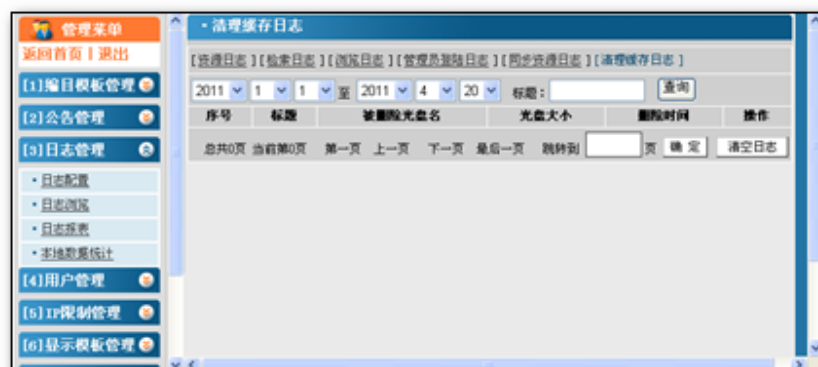 管理菜单
返回首页 | 退出
[1]编目模板管理
[2]公告管理
[3]日志管理
· 日志配置
· 日志浏览
· 日志报表
· 本地数据统计
[4]用户管理
[5]IP限制管理
[6]显示模板管理
· 清理缓存日志
[资源日志] [检索日志] [浏览日志] [管理员登陆日志] [同步资源日志] [清理缓存日志]
2011 1 1 至 2011 4 20 标题: 查询
序号 标题 被删除光盘名 光盘大小 删除时间 操作
总共0页 当前第0页 第一页 上一页 下一页 最后一页 跳转到 页 确 定 清空日志